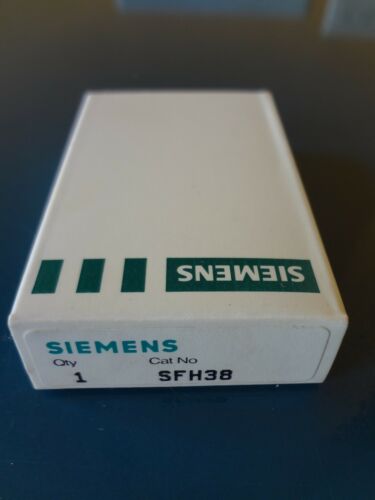 SIEMENS
SIEMENS
Qty Cat No
1 SFH38